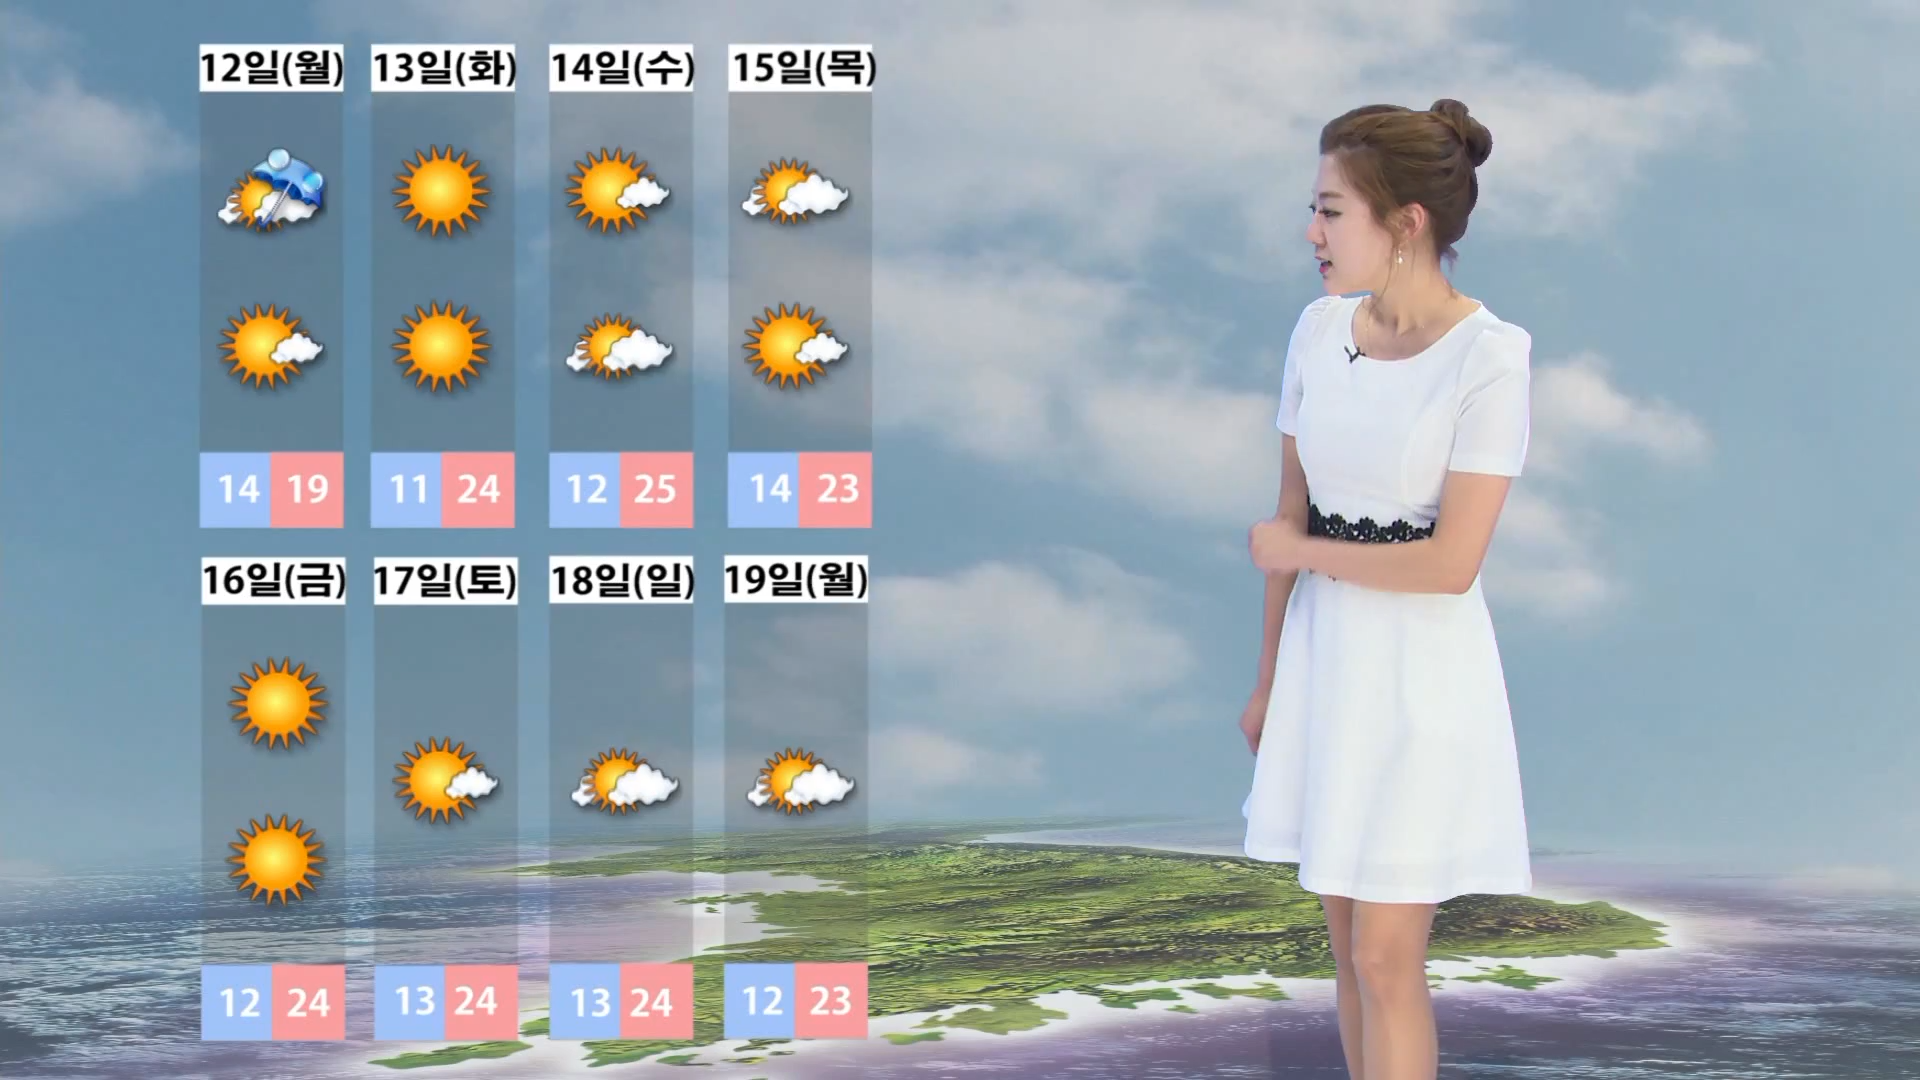 12일(월) 13일(화) 14일(수) 15일(목)
14 19 11 24 12 25 14 23
16일(금) 17일(토) 18일(일) 19일(월)
12 24 13 24 13 24 12 23